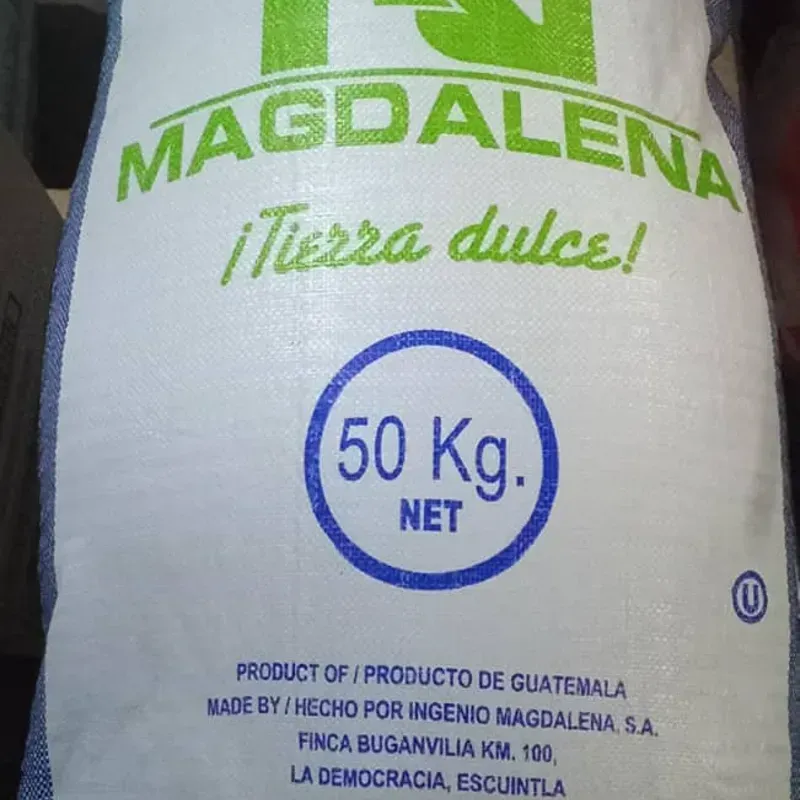 MAGDALENA
¡Tierra dulce!
50 Kg.
NET
U
PRODUCT OF / PRODUCTO DE GUATEMALA
MADE BY / HECHO POR INGENIO MAGDALENA, S.A.
FINCA BUGANVILIA KM. 100,
LA DEMOCRACIA, ESCUINTLA